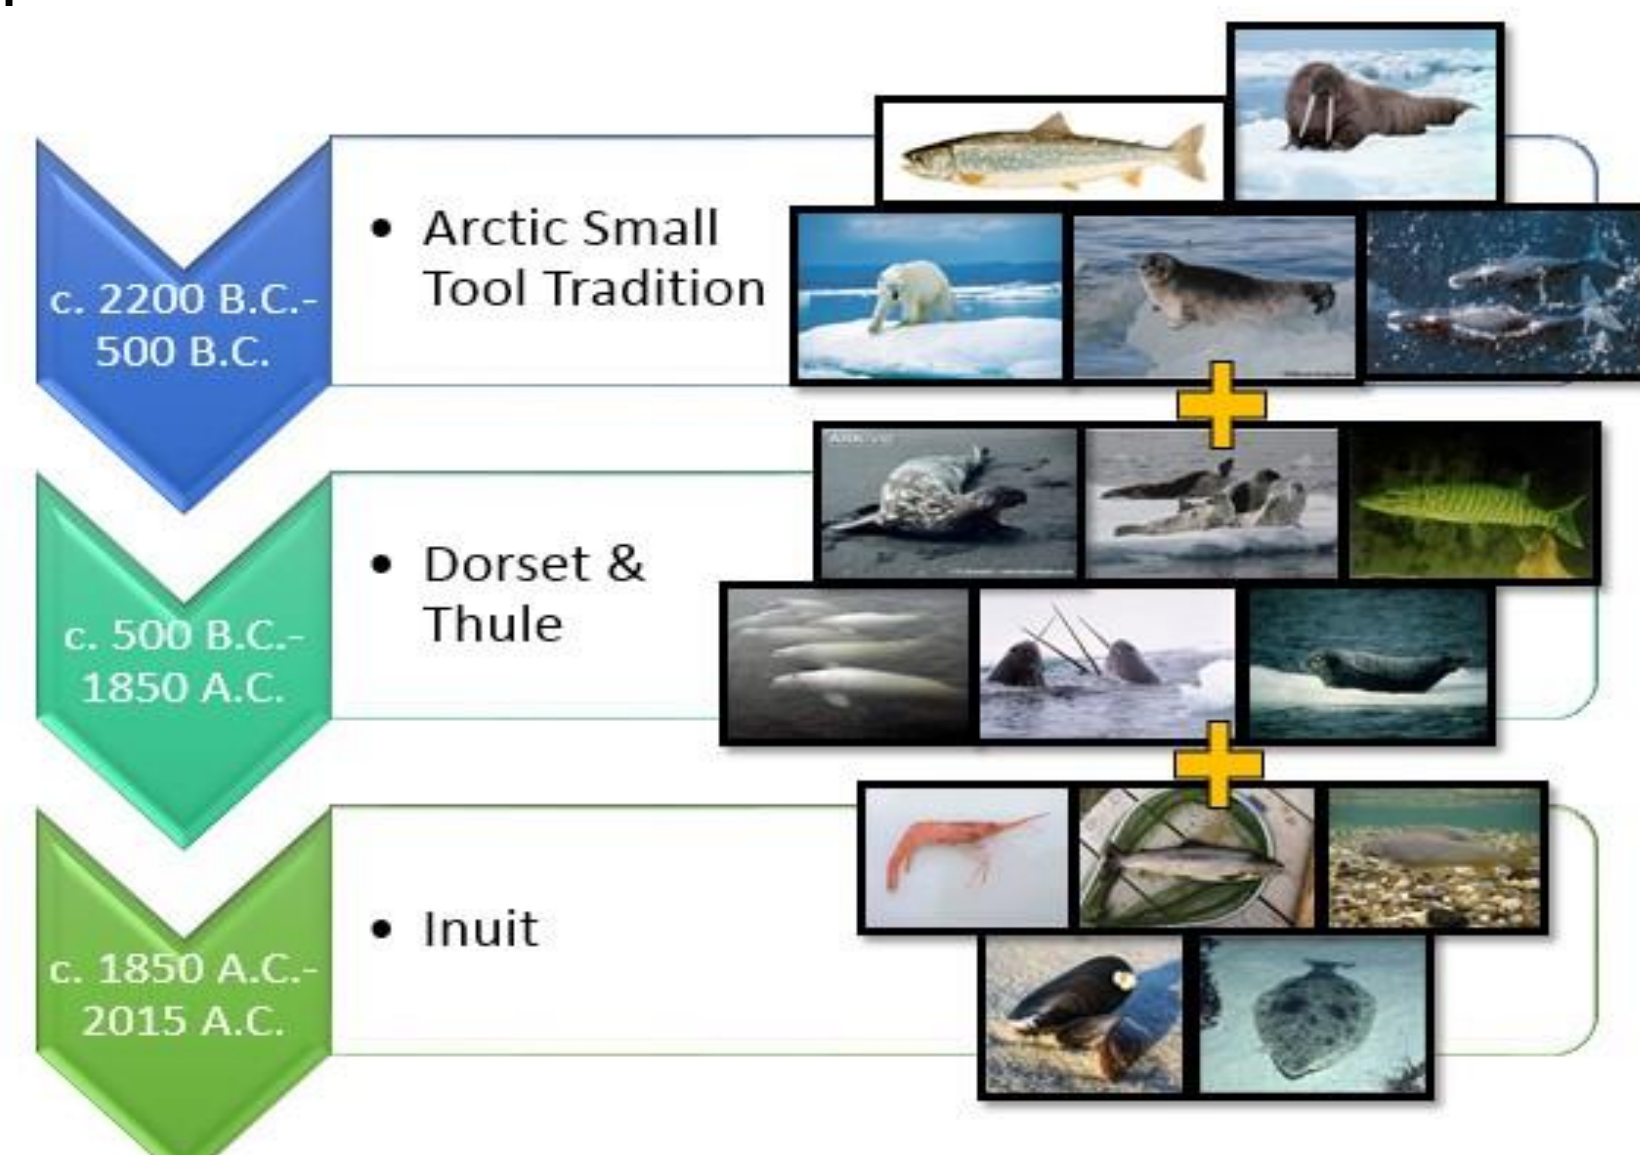 c. 2200 B.C.-
500 B.C.
• Arctic Small
Tool Tradition
c. 500 B.C.-
1850 A.C.
• Dorset &
Thule
c. 1850 A.C.-
2015 A.C.
• Inuit